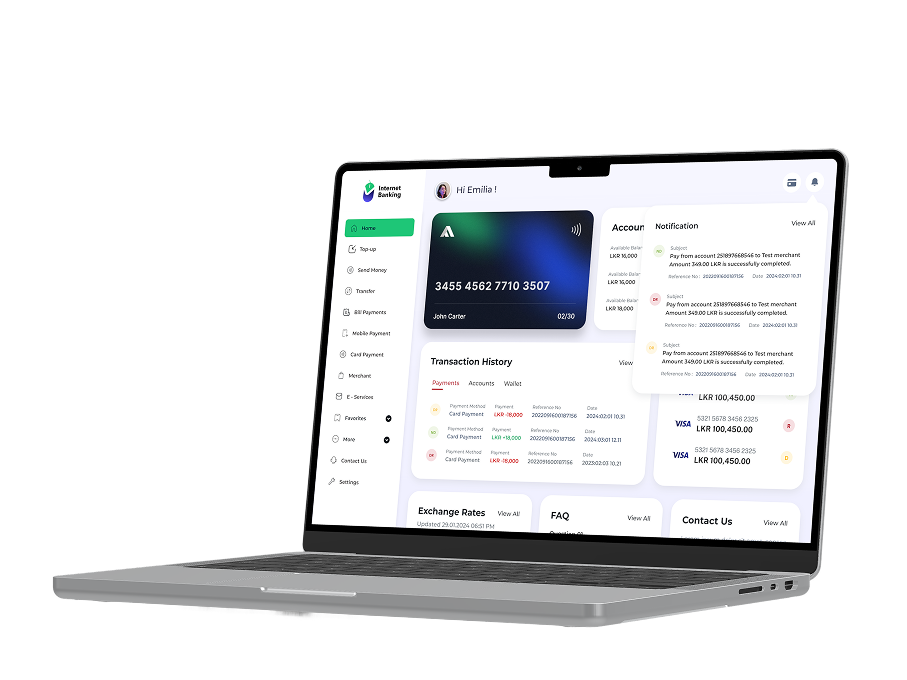 Internet
Banking
Home
Top-up
Send Money
Transfer
Bill Payments
Mobile Payment
Card Payment
Merchant
E - Services
Favorites
More
Contact Us
Settings
Hi Emilia !
3455 4562 7710 3507
John Carter 02/30
Accoun
Available Balan
LKR 16,000
Available Balan
LKR 16,000
Available Balan
LKR 18,000
Notification View All
Subject
Pay from account 251897668546 to Test merchant
Amount 349.00 LKR is successfully completed.
Reference No : 2022091600187156 Date 2024:02:01 10.31
Subject
Pay from account 251897668546 to Test merchant
Amount 349.00 LKR is successfully completed.
Reference No : 2022091600187156 Date 2024:02:01 10.31
Subject
Pay from account 251897668546 to Test merchant
Amount 349.00 LKR is successfully completed.
Reference No : 2022091600187156 Date 2024:02:01 10.31
Transaction History View
Payments Accounts Wallet
Payment Method Payment Reference No Date
Card Payment LKR -18,000 2022091600187156 2024:02:01 10.31
Payment Method Payment Reference No Date
Card Payment LKR +18,000 2022091600187156 2024:03:01 12.11
Payment Method Payment Reference No Date
Card Payment LKR -18,000 2022091600187156 2023:02:03 10.21
LKR 100,450.00
VISA 5321 5678 3456 2325
LKR 100,450.00 R
VISA 5321 5678 3456 2325
LKR 100,450.00 D
Exchange Rates View All
Updated 29.01.2024 06:51 PM
FAQ View All
Contact Us View All